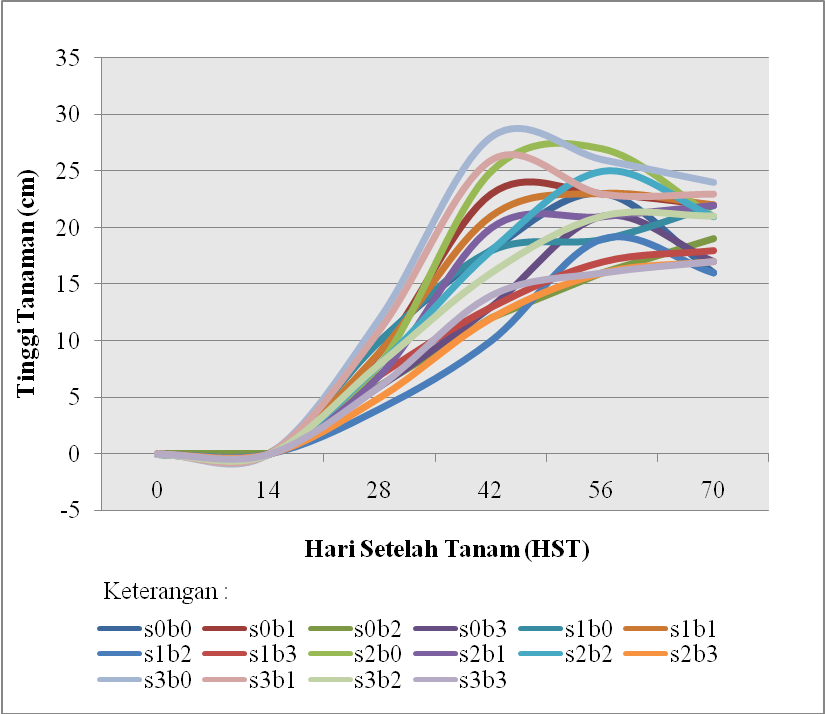 35
30
25
20
15
10
5
0
-5
Tinggi Tanaman (cm)
0 14 28 42 56 70
Hari Setelah Tanam (HST)
Keterangan :
s0b0 s0b1 s0b2 s0b3 s1b0 s1b1
s1b2 s1b3 s2b0 s2b1 s2b2 s2b3
s3b0 s3b1 s3b2 s3b3